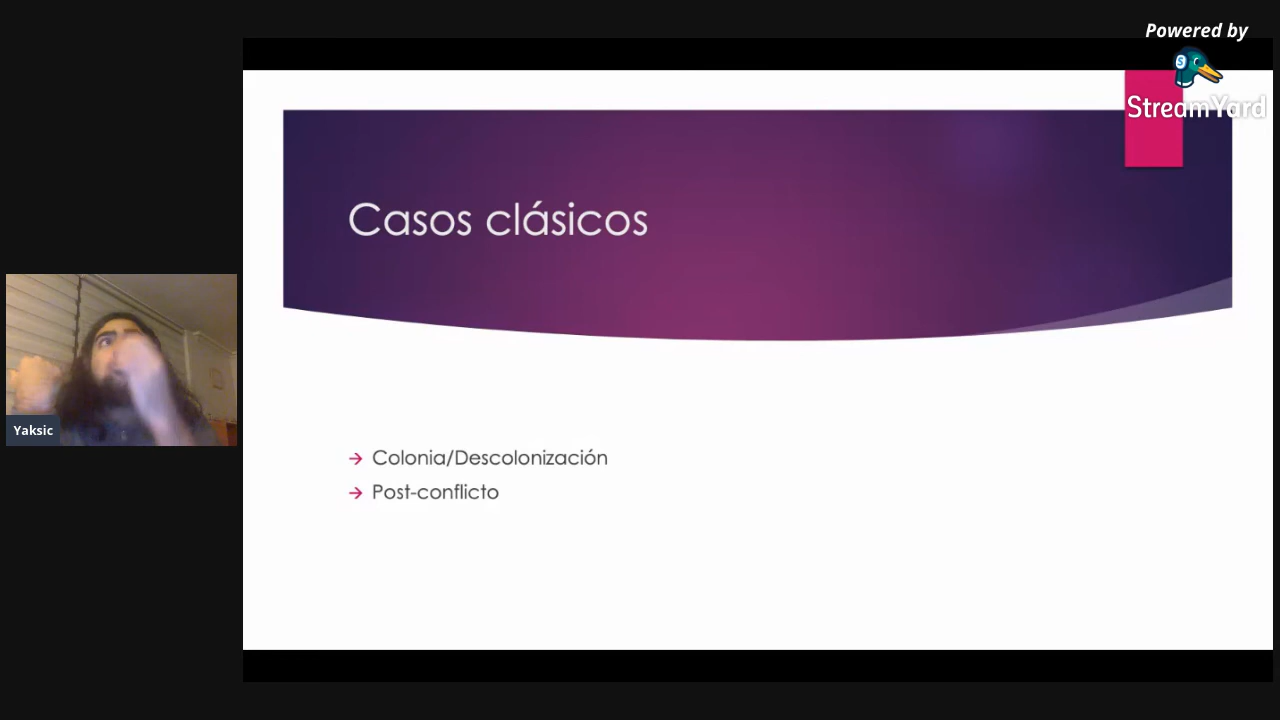 Powered by
StreamYard
Casos clásicos
Yaksic
→ Colonia/Descolonización
→ Post-conflicto